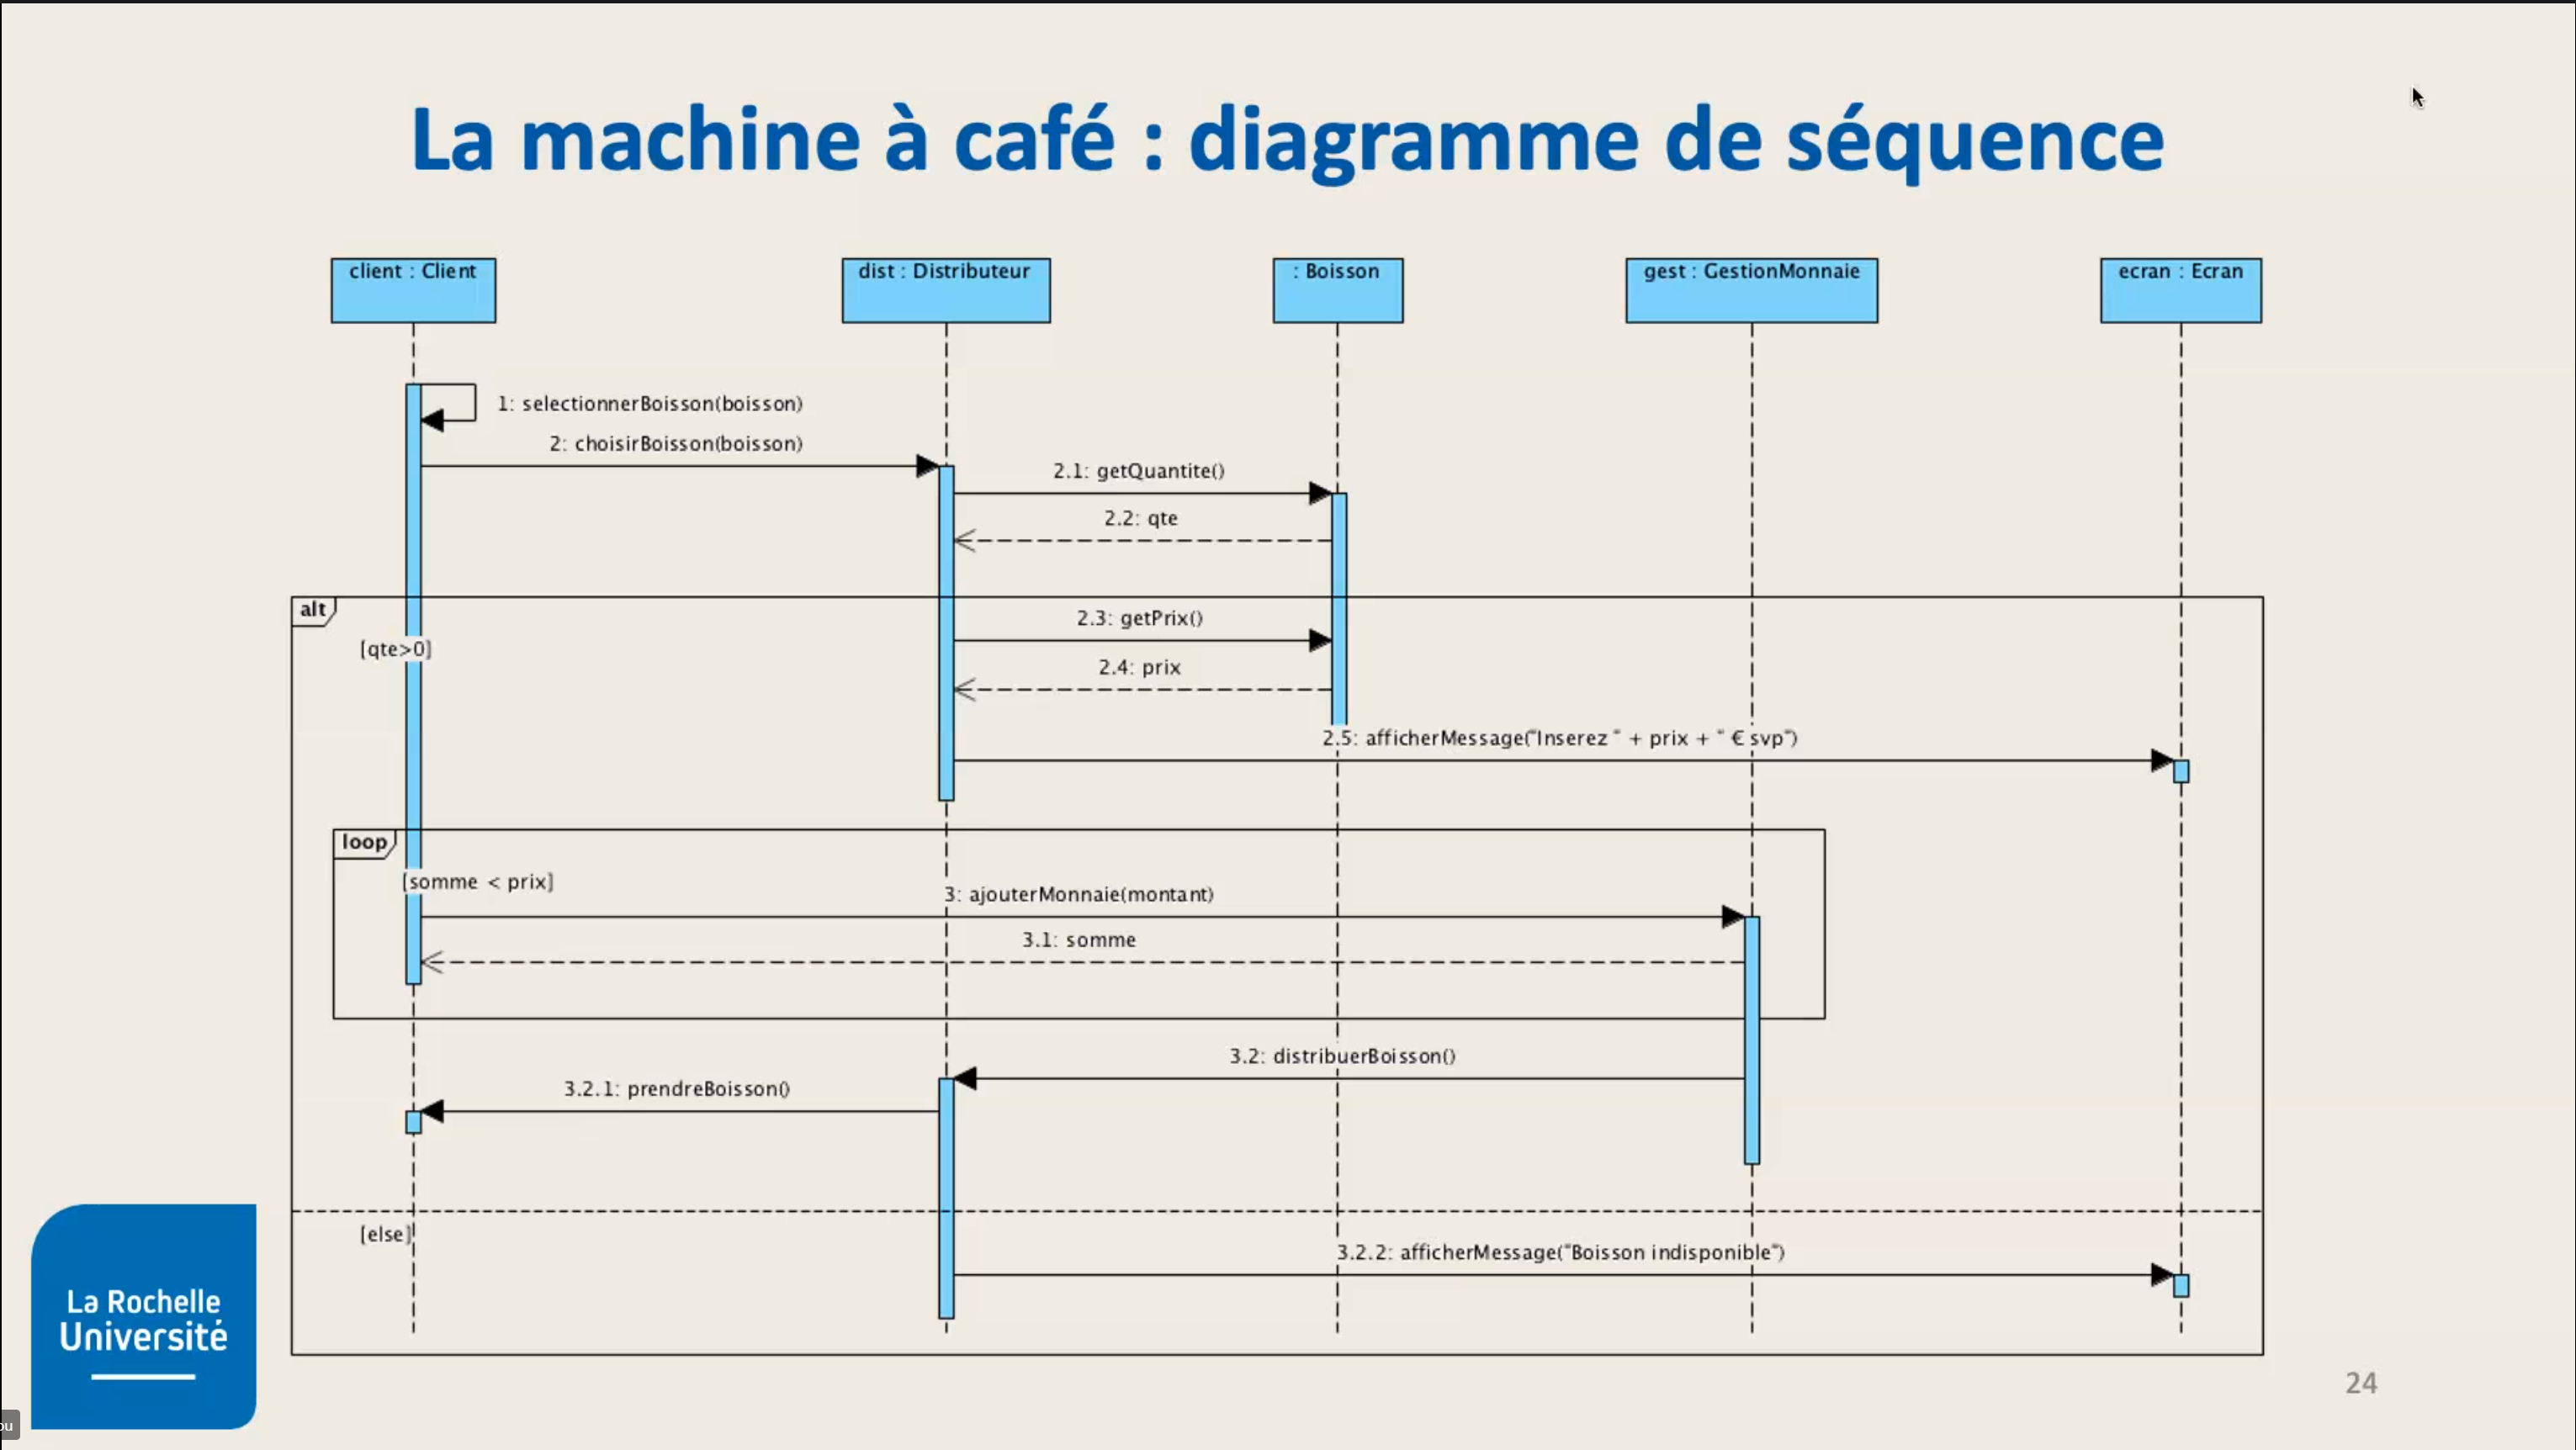 La machine à café : diagramme de séquence
client : Client
dist : Distributeur
: Boisson
gest : GestionMonnaie
ecran : Ecran
1: selectionnerBoisson(boisson)
2: choisirBoisson(boisson)
2.1: getQuantite()
2.2: qte
alt
2.3: getPrix()
[qte>0]
2.4: prix
2.5: afficherMessage("Inserez " + prix + " € svp")
loop
[somme < prix]
3: ajouterMonnaie(montant)
3.1: somme
3.2: distribuerBoisson()
3.2.1: prendreBoisson()
[else]
3.2.2: afficherMessage("Boisson indisponible")
La Rochelle
Université
24